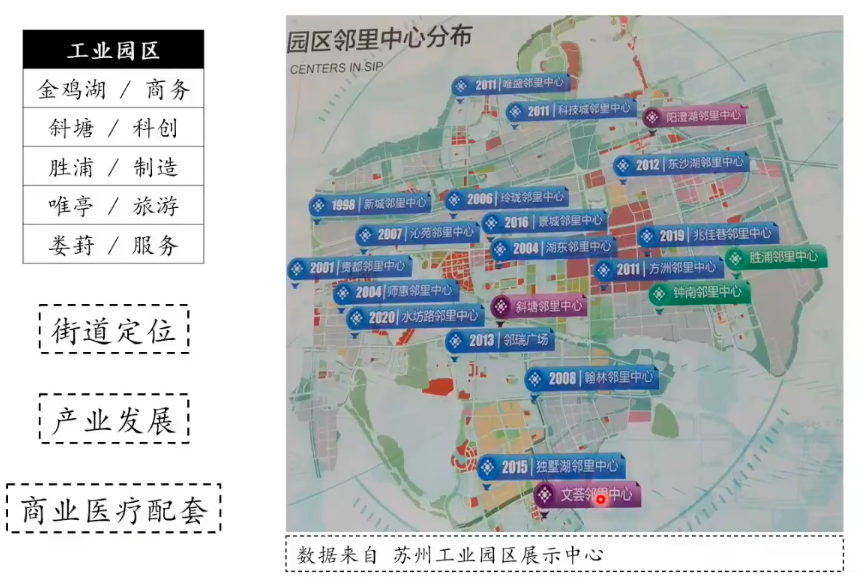 工业园区
金鸡湖 / 商务
斜塘 / 科创
胜浦 / 制造
唯亭 / 旅游
娄葑 / 服务
街道定位
产业发展
商业医疗配套
园区邻里中心分布
CENTERS IN SIP
2011 唯盛邻里中心
2011 科技城邻里中心
阳澄湖邻里中心
2012 东沙湖邻里中心
1998 新城邻里中心
2006 玲珑邻里中心
2016 景城邻里中心
2007 沁苑邻里中心
2004 湖东邻里中心
2019 兆佳巷邻里中心
胜浦邻里中心
2001 贵都邻里中心
2011 方洲邻里中心
2004 师惠邻里中心
钟南邻里中心
斜塘邻里中心
2020 水坊路邻里中心
2013 邻瑞广场
2008 翰林邻里中心
2015 独墅湖邻里中心
文荟邻里中心
数据来自 苏州工业园区展示中心